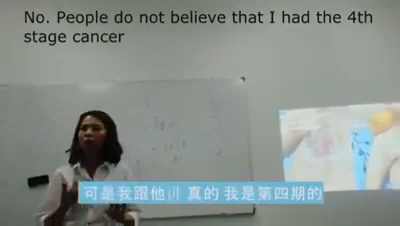 No. People do not believe that I had the 4th
stage cancer
可是我跟他 真的 我是第四期的